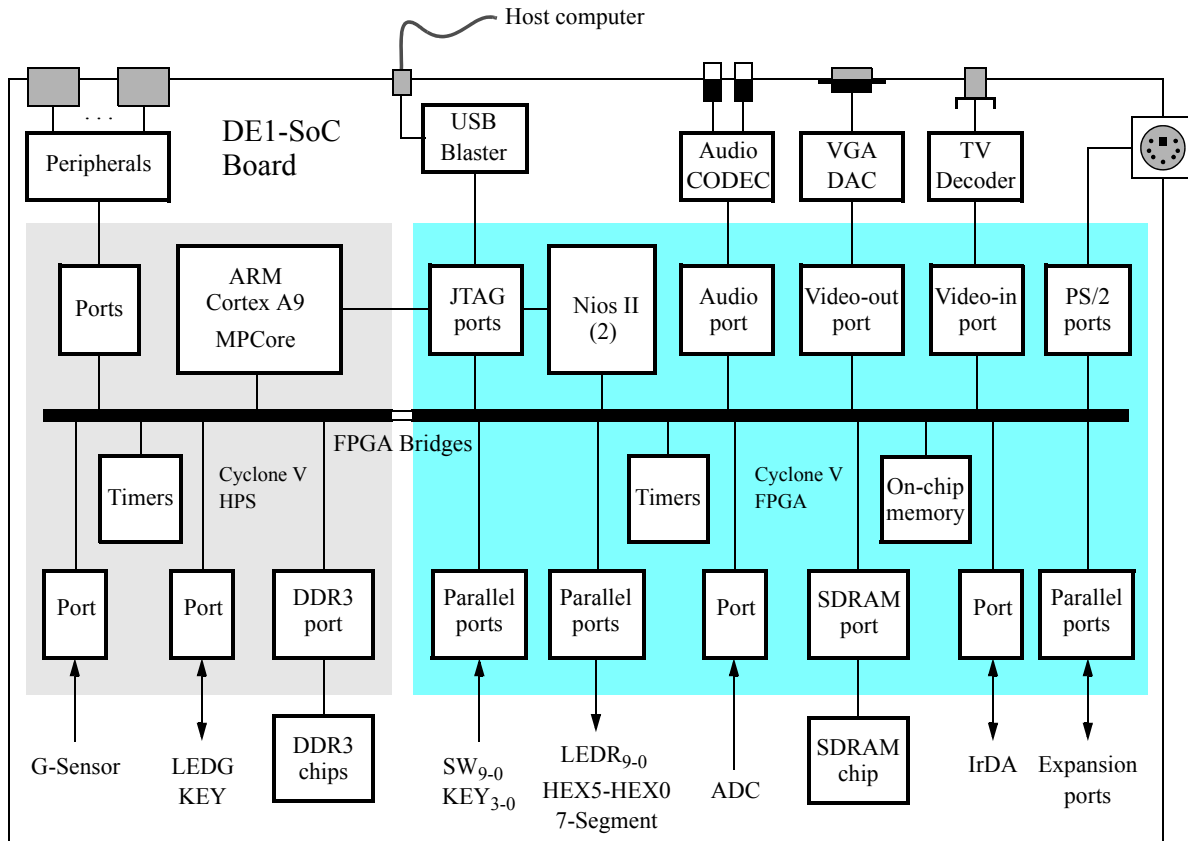 Host computer
. . .
DE1-SoC
Board
Peripherals
USB
Blaster
Audio
CODEC
VGA
DAC
TV
Decoder
Ports
ARM
Cortex A9
MPCore
JTAG
ports
Nios II
(2)
Audio
port
Video-out
port
Video-in
port
PS/2
ports
FPGA Bridges
Timers
Cyclone V
HPS
Timers
Cyclone V
FPGA
On-chip
memory
Port
Port
DDR3
port
Parallel
ports
Parallel
ports
Port
SDRAM
port
Port
Parallel
ports
G-Sensor
LEDG
KEY
DDR3
chips
SW9-0
KEY3-0
LEDR9-0
HEX5-HEX0
7-Segment
ADC
SDRAM
chip
IrDA
Expansion
ports